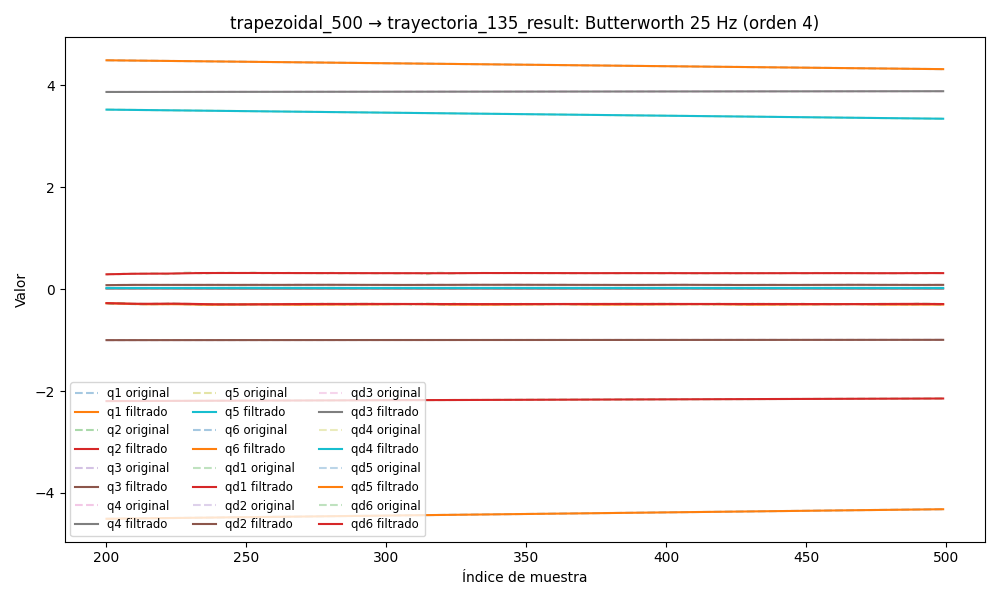 trapezoidal_500 → trayectoria_135_result: Butterworth 25 Hz (orden 4)
Valor
4
2
0
−2
−4
q1 original q5 original qd3 original
q1 filtrado q5 filtrado qd3 filtrado
q2 original q6 original qd4 original
q2 filtrado q6 filtrado qd4 filtrado
q3 original qd1 original qd5 original
q3 filtrado qd1 filtrado qd5 filtrado
q4 original qd2 original qd6 original
q4 filtrado qd2 filtrado qd6 filtrado
200 250 300 350 400 450 500
Índice de muestra